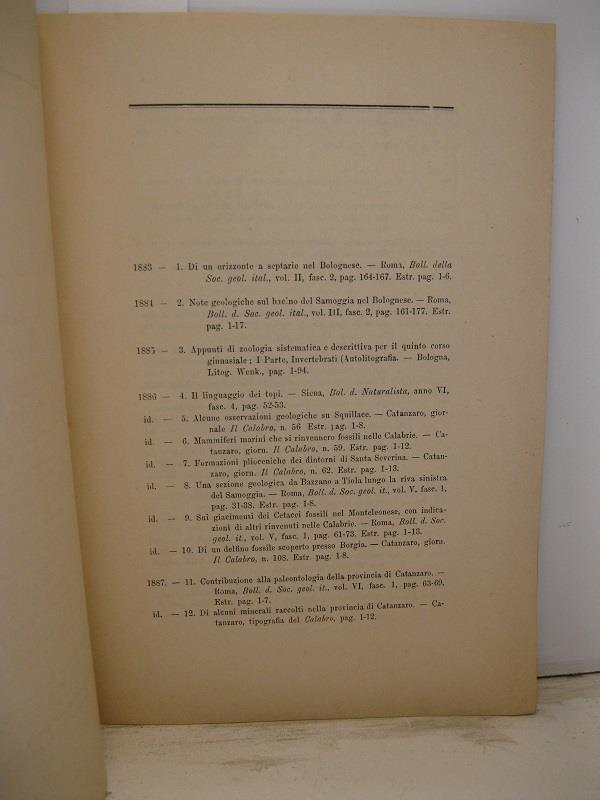 1883 — 1. Di un orizzonte a septarie nel Bolognese. — Roma, Boll. della
Soc. geol. ital., vol. II, fasc. 2, pag. 164-167. Estr. pag. 1-6.
1884 — 2. Note geologiche sul bacino del Samoggia nel Bolognese. — Roma,
Boll. d. Soc. geol. ital., vol. III, fasc. 2, pag. 161-177. Estr.
pag. 1-17.
1885 — 3. Appunti di zoologia sistematica e descrittiva per il quinto corso
ginnasiale ; I Parte, Invertebrati (Autolitografia. — Bologna,
Litog. Wenk., pag. 1-94.
1886 — 4. Il linguaggio dei topi. — Siena, Bol. d. Naturalista, anno VI,
fasc. 4, pag. 52-53.
id. — 5. Alcune osservazioni geologiche su Squillace. — Catanzaro, gior-
nale Il Calabro, n. 56 Estr. pag. 1-8.
id. — 6. Mammiferi marini che si rinvennero fossili nelle Calabrie. — Ca-
tanzaro, giorn. Il Calabro, n. 59. Estr. pag. 1-12.
id. — 7. Formazioni plioceniche dei dintorni di Santa Severina. — Catan-
zaro, giorn. Il Calabro, n. 62. Estr. pag. 1-13.
id. — 8. Una sezione geologica da Bazzano a Tiola lungo la riva sinistra
del Samoggia. — Roma, Boll. d. Soc. geol. it., vol. V, fasc. 1,
pag. 31-38. Estr. pag. 1-8.
id. — 9. Sui giacimenti dei Cetacei fossili nel Monteleonese, con indica-
zioni di altri rinvenuti nelle Calabrie. — Roma, Boll. d. Soc.
geol. it., vol. V, fasc. 1, pag. 61-73. Estr. pag. 1-13.
id. — 10. Di un delfino fossile scoperto presso Borgia. — Catanzaro, giorn.
Il Calabro, n. 108. Estr. pag. 1-8.
1887. — 11. Contribuzione alla paleontologia della provincia di Catanzaro. —
Roma, Boll. d. Soc. geol. it., vol. VI, fasc. 1, pag. 63-69.
Estr. pag. 1-7.
id. — 12. Di alcuni minerali raccolti nella provincia di Catanzaro. — Ca-
tanzaro, tipografia del Calabro, pag. 1-12.